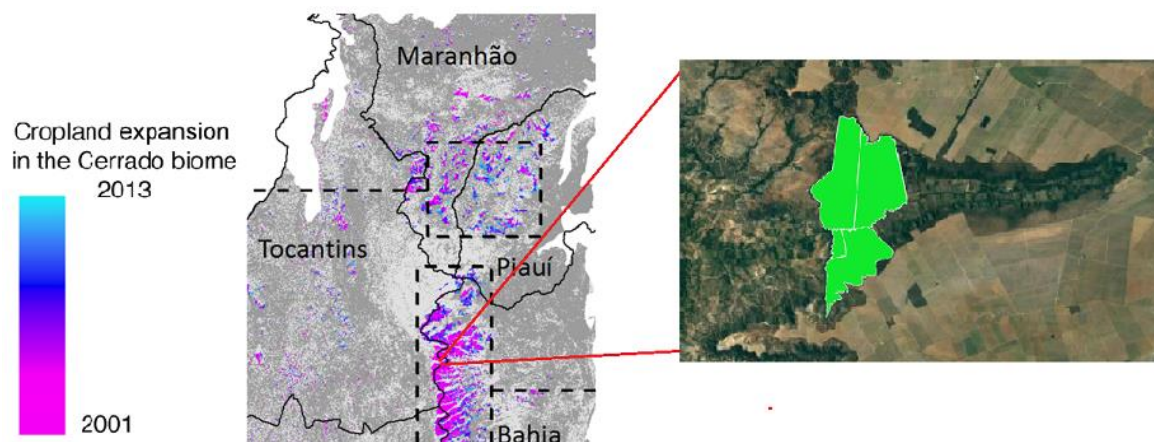 Maranhão
Cropland expansion
in the Cerrado biome
2013
Tocantins
Piauí
2001
Bahia